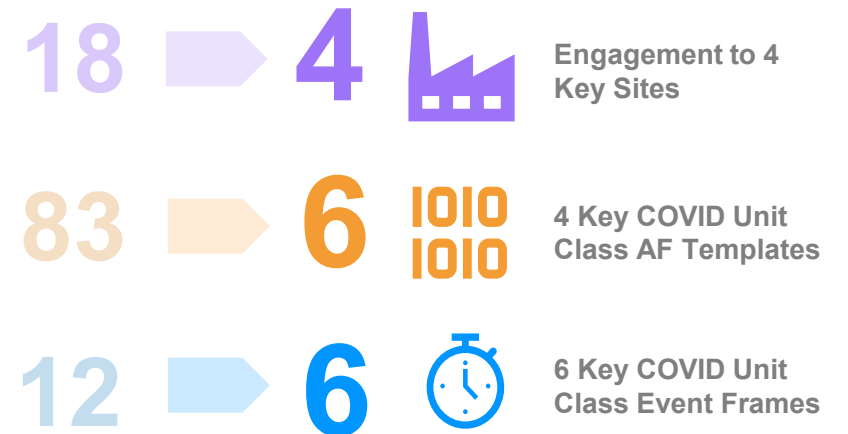 18 4 Engagement to 4
Key Sites
83 6 1010
1010 4 Key COVID Unit
Class AF Templates
12 6 6 Key COVID Unit
Class Event Frames